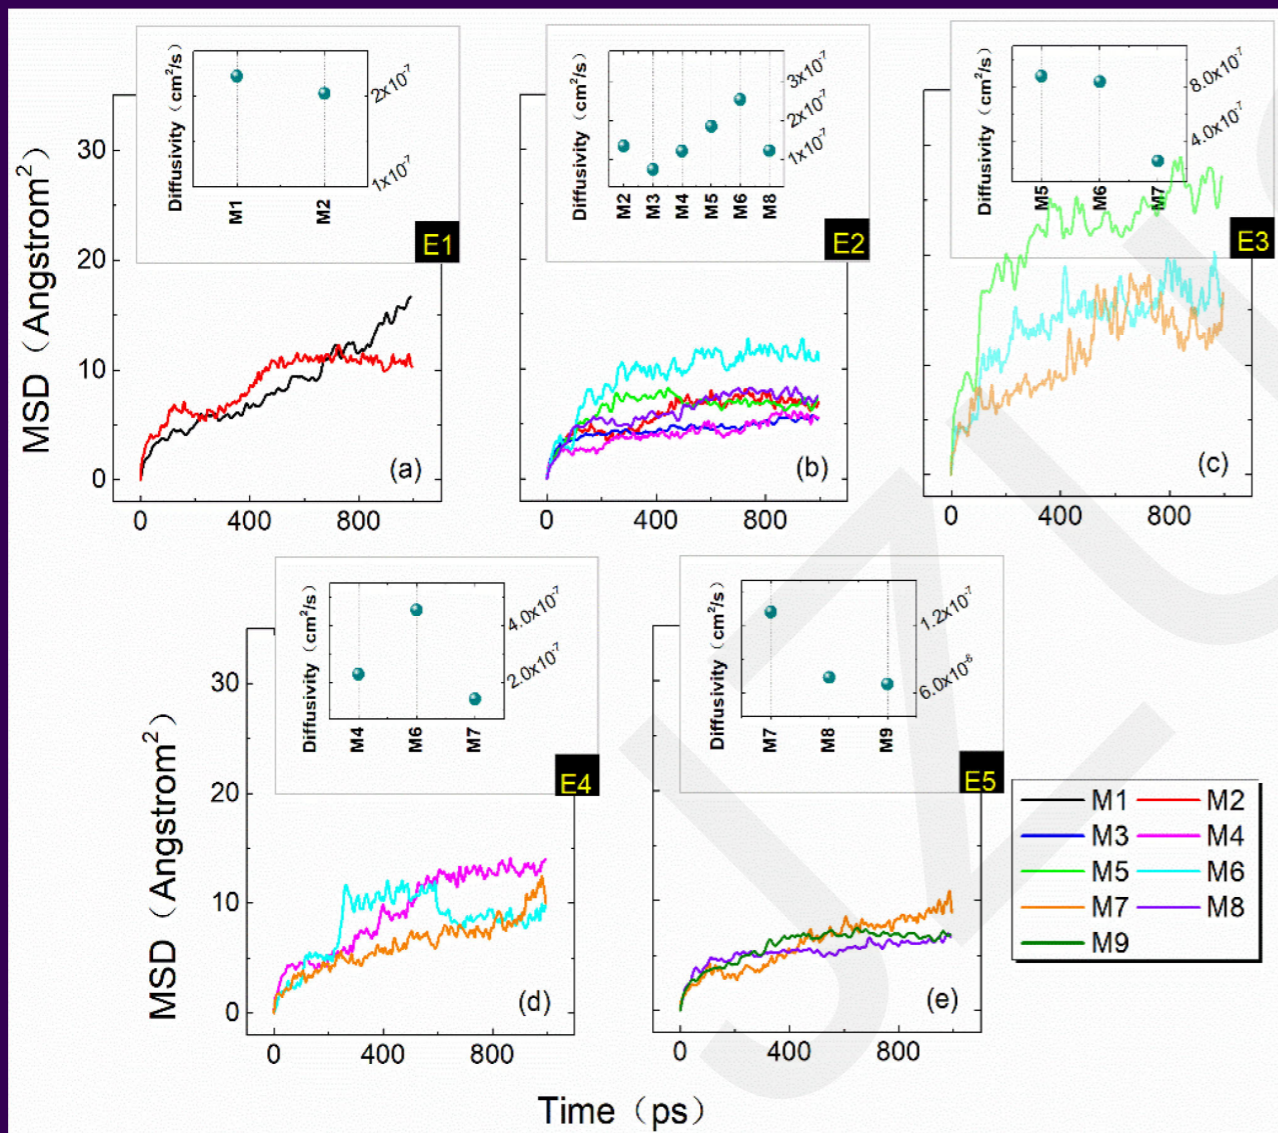 Diffusivity（cm²/s）
2x10⁻⁷
1x10⁻⁷
M1 M2
E1
Diffusivity（cm²/s）
3x10⁻⁷
2x10⁻⁷
1x10⁻⁷
M2 M3 M4 M5 M6 M8
E2
Diffusivity（cm²/s）
8.0x10⁻⁷
4.0x10⁻⁷
M5 M6 M7
E3
MSD（Angstrom²）
30
20
10
0
(a)
(b)
(c)
0 400 800
0 400 800
0 400 800
Diffusivity（cm²/s）
4.0x10⁻⁷
2.0x10⁻⁷
M4 M6 M7
E4
Diffusivity（cm²/s）
1.2x10⁻⁷
6.0x10⁻⁸
M7 M8 M9
E5
MSD（Angstrom²）
30
20
10
0
(d)
(e)
0 400 800
0 400 800
M1 M2
M3 M4
M5 M6
M7 M8
M9
Time（ps）